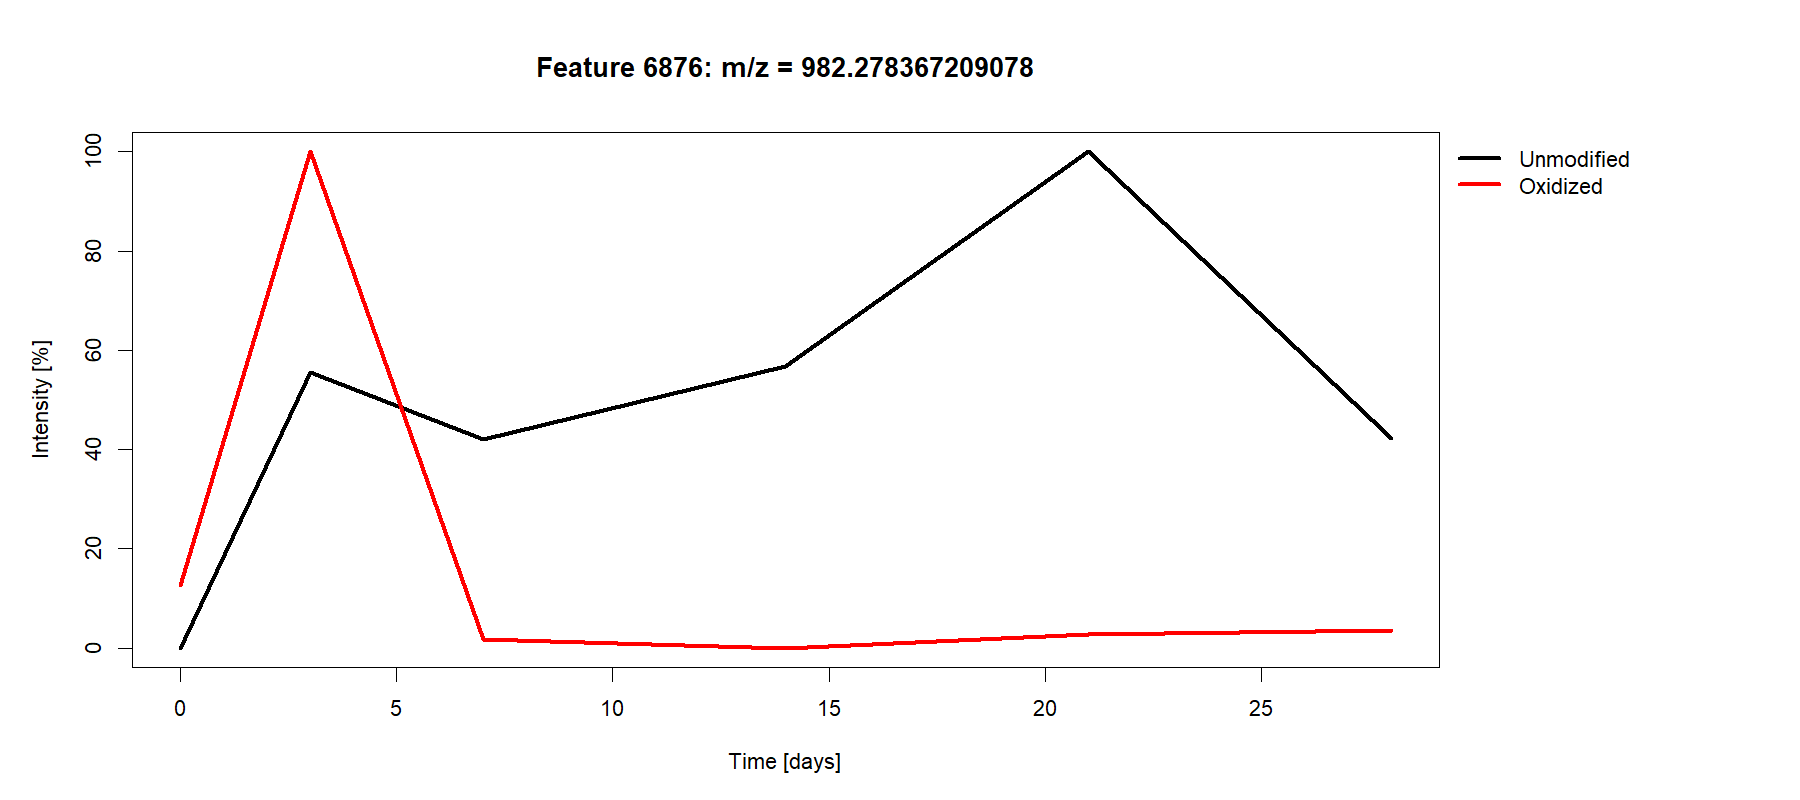 Feature 6876: m/z = 982.278367209078
Unmodified
Oxidized
Intensity [%]
100
80
60
40
20
0
0 5 10 15 20 25
Time [days]